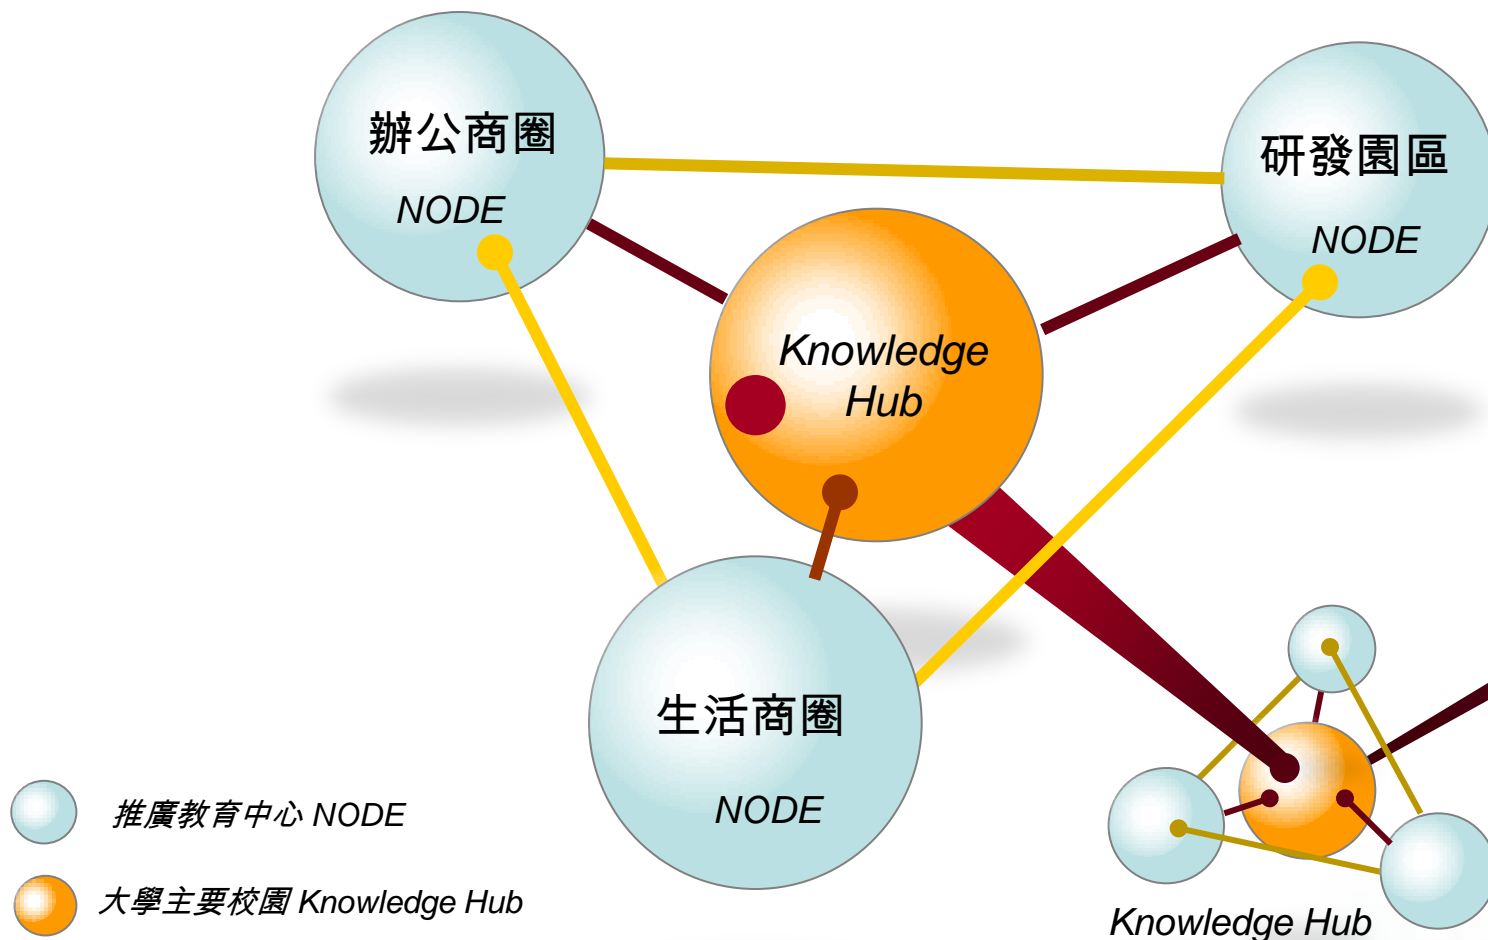 辦公商圈
NODE
研發園區
NODE
Knowledge
Hub
生活商圈
NODE
推廣教育中心 NODE
大學主要校園 Knowledge Hub
Knowledge Hub